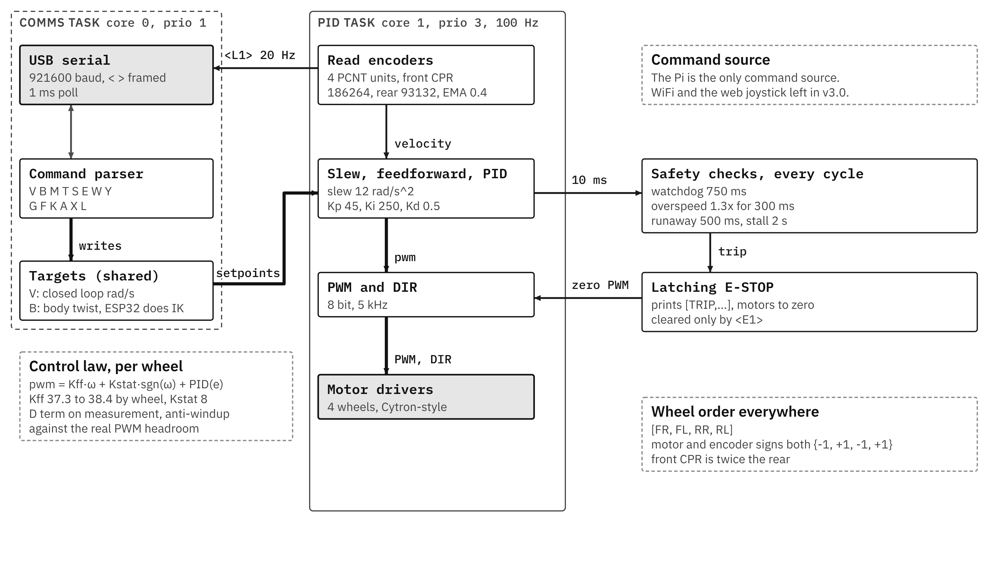 COMMS TASK core 0, prio 1
USB serial
921600 baud, < > framed
1 ms poll
Command parser
V B M T S E W Y
G F K A X L
writes
Targets (shared)
V: closed loop rad/s
B: body twist, ESP32 does IK
<L1> 20 Hz
setpoints
PID TASK core 1, prio 3, 100 Hz
Read encoders
4 PCNT units, front CPR
186264, rear 93132, EMA 0.4
velocity
Slew, feedforward, PID
slew 12 rad/s^2
Kp 45, Ki 250, Kd 0.5
pwm
PWM and DIR
8 bit, 5 kHz
PWM, DIR
Motor drivers
4 wheels, Cytron-style
10 ms
zero PWM
Command source
The Pi is the only command source.
WiFi and the web joystick left in v3.0.
Safety checks, every cycle
watchdog 750 ms
overspeed 1.3x for 300 ms
runaway 500 ms, stall 2 s
trip
Latching E-STOP
prints [TRIP,...], motors to zero
cleared only by <E1>
Control law, per wheel
pwm = Kff·ω + Kstat·sgn(ω) + PID(e)
Kff 37.3 to 38.4 by wheel, Kstat 8
D term on measurement, anti-windup
against the real PWM headroom
Wheel order everywhere
[FR, FL, RR, RL]
motor and encoder signs both {-1, +1, -1, +1}
front CPR is twice the rear